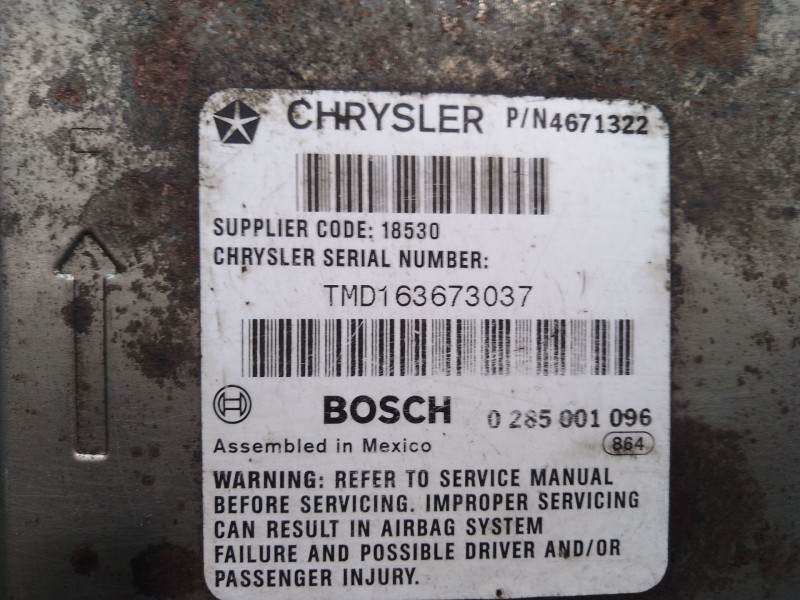 F
CHRYSLER P/N4671322
SUPPLIER CODE: 18530
CHRYSLER SERIAL NUMBER:
TMD163673037
BOSCH 0 285 001 096
Assembled in Mexico 864
WARNING: REFER TO SERVICE MANUAL
BEFORE SERVICING. IMPROPER SERVICING
CAN RESULT IN AIRBAG SYSTEM
FAILURE AND POSSIBLE DRIVER AND/OR
PASSENGER INJURY.